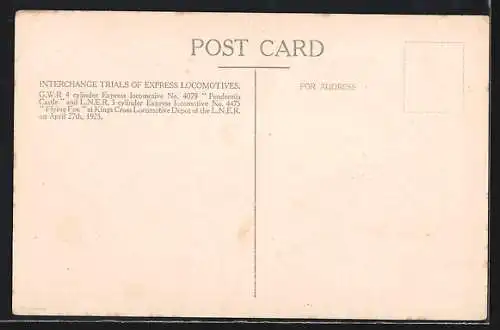 POST CARD
INTERCHANGE TRIALS OF EXPRESS LOCOMOTIVES.
G.W.R 4 cylinder Express locomotive No. 4079 "Pendennis
Castle" and L.N.E.R. 3 cylinder Express locomotive No. 4475
"Flying Fox" at Kings Cross Locomotive Depot of the L.N.E.R.
on April 27th, 1925.
FOR ADDRESS